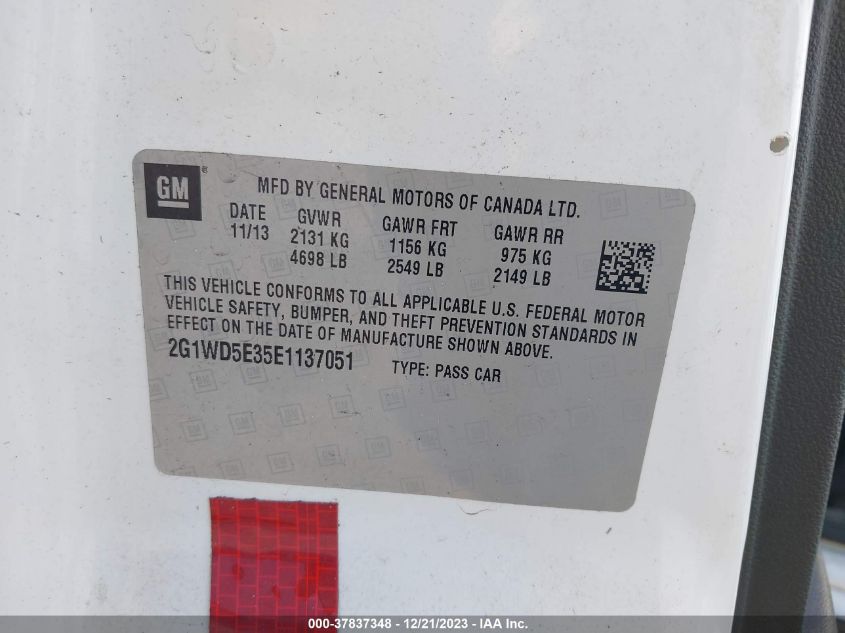 GM®
MFD BY GENERAL MOTORS OF CANADA LTD.
DATE GVWR GAWR FRT GAWR RR
11/13 2131 KG 1156 KG 975 KG
4698 LB 2549 LB 2149 LB
THIS VEHICLE CONFORMS TO ALL APPLICABLE U.S. FEDERAL MOTOR
VEHICLE SAFETY, BUMPER, AND THEFT PREVENTION STANDARDS IN
EFFECT ON THE DATE OF MANUFACTURE SHOWN ABOVE.
2G1WD5E35E1137051 TYPE: PASS CAR
000-37837348 - 12/21/2023 - IAA Inc.